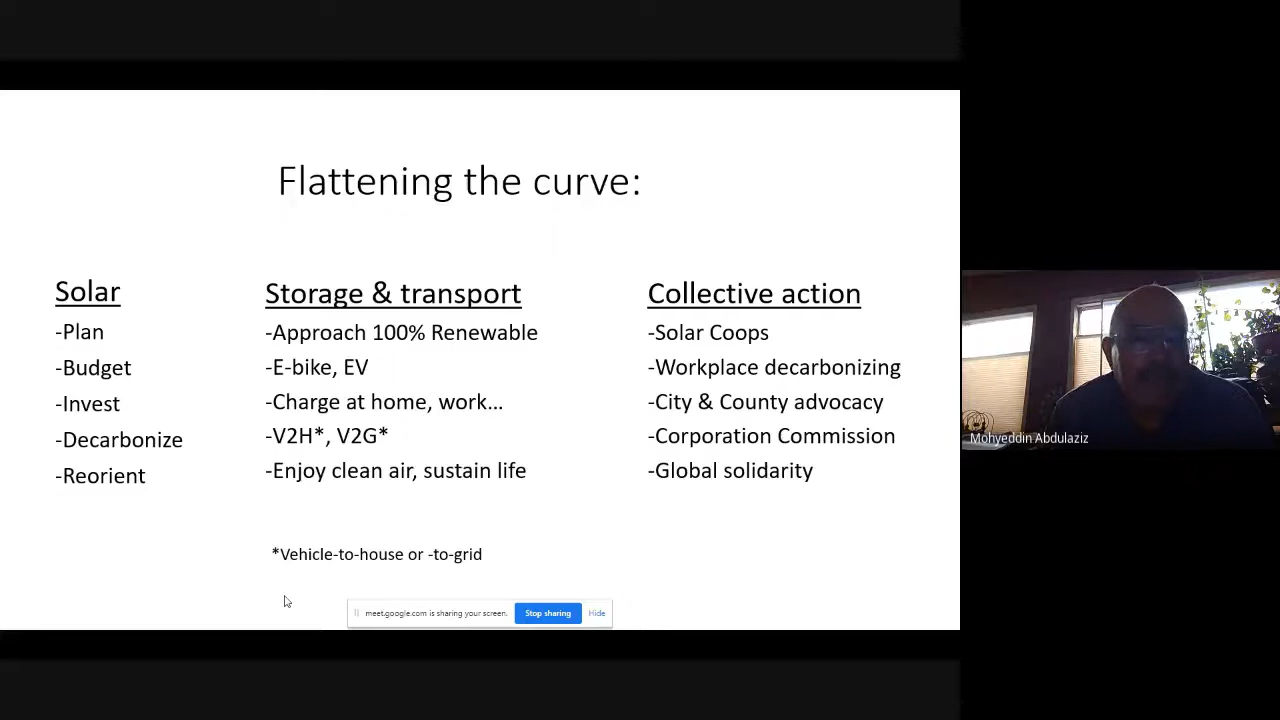 Flattening the curve:
Solar
-Plan
-Budget
-Invest
-Decarbonize
-Reorient
Storage & transport
-Approach 100% Renewable
-E-bike, EV
-Charge at home, work...
-V2H*, V2G*
-Enjoy clean air, sustain life
*Vehicle-to-house or -to-grid
Collective action
-Solar Coops
-Workplace decarbonizing
-City & County advocacy
-Corporation Commission
-Global solidarity
meet.google.com is sharing your screen. Stop sharing Hide
Mohyeddin Abdulaziz